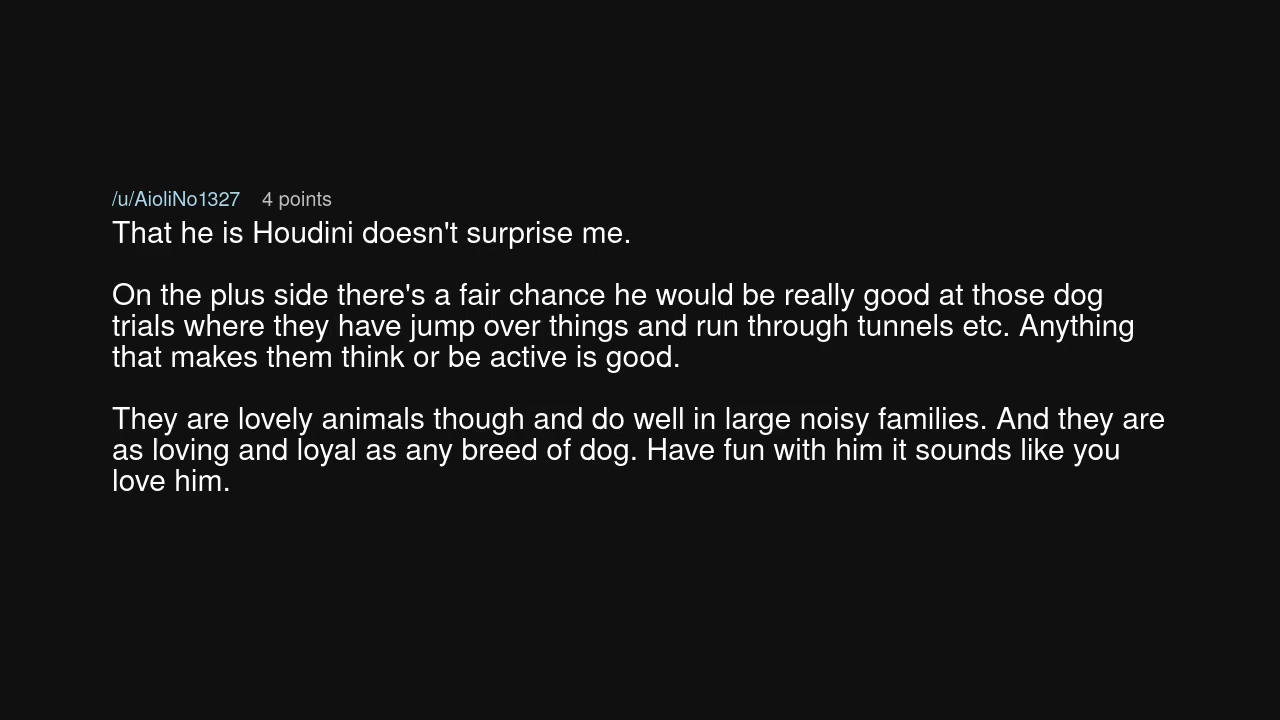 /u/AioliNo1327 4 points
That he is Houdini doesn't surprise me.
On the plus side there's a fair chance he would be really good at those dog
trials where they have jump over things and run through tunnels etc. Anything
that makes them think or be active is good.
They are lovely animals though and do well in large noisy families. And they are
as loving and loyal as any breed of dog. Have fun with him it sounds like you
love him.